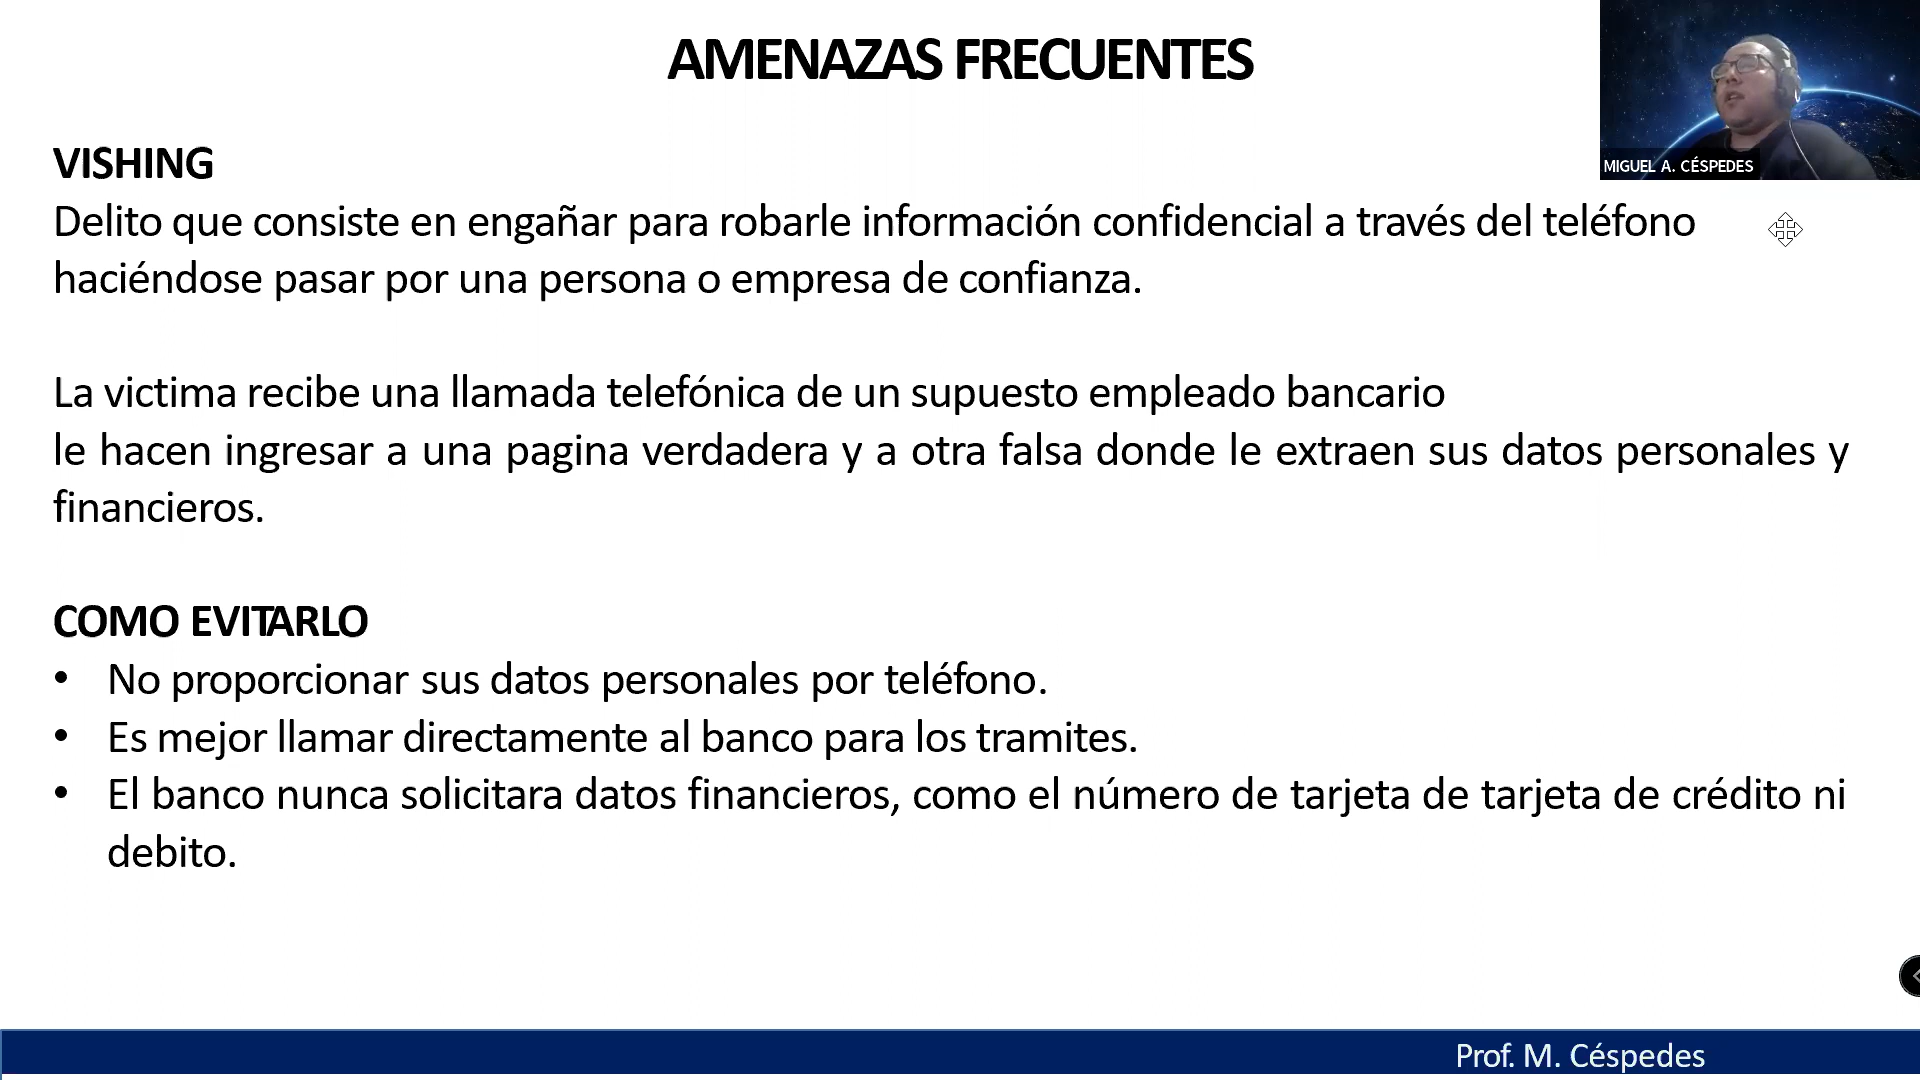 AMENAZAS FRECUENTES
MIGUEL A. CÉSPEDES
VISHING
Delito que consiste en engañar para robarle información confidencial a través del teléfono
haciéndose pasar por una persona o empresa de confianza.
La victima recibe una llamada telefónica de un supuesto empleado bancario
le hacen ingresar a una pagina verdadera y a otra falsa donde le extraen sus datos personales y
financieros.
COMO EVITARLO
• No proporcionar sus datos personales por teléfono.
• Es mejor llamar directamente al banco para los tramites.
• El banco nunca solicitara datos financieros, como el número de tarjeta de tarjeta de crédito ni
debito.
Prof. M. Céspedes